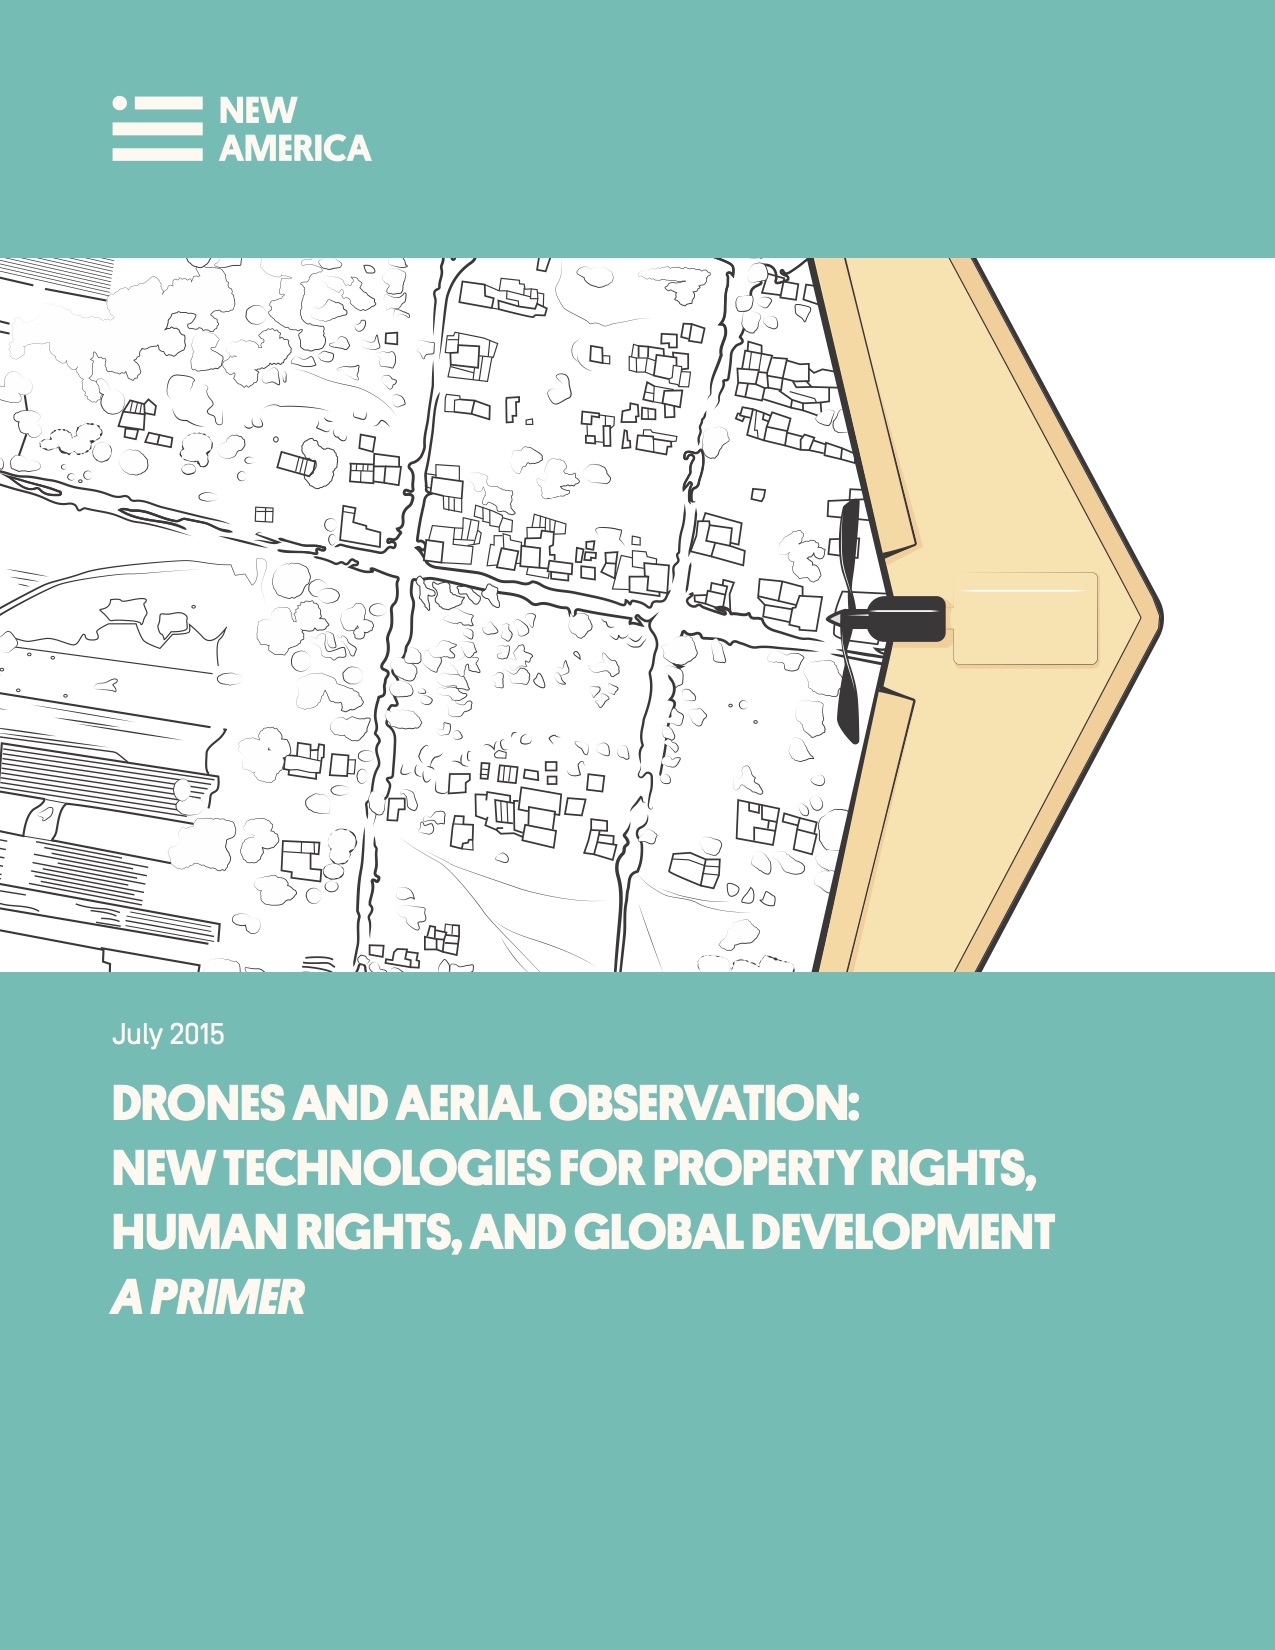 NEW
AMERICA
July 2015
DRONES AND AERIAL OBSERVATION:
NEW TECHNOLOGIES FOR PROPERTY RIGHTS,
HUMAN RIGHTS, AND GLOBAL DEVELOPMENT
A PRIMER